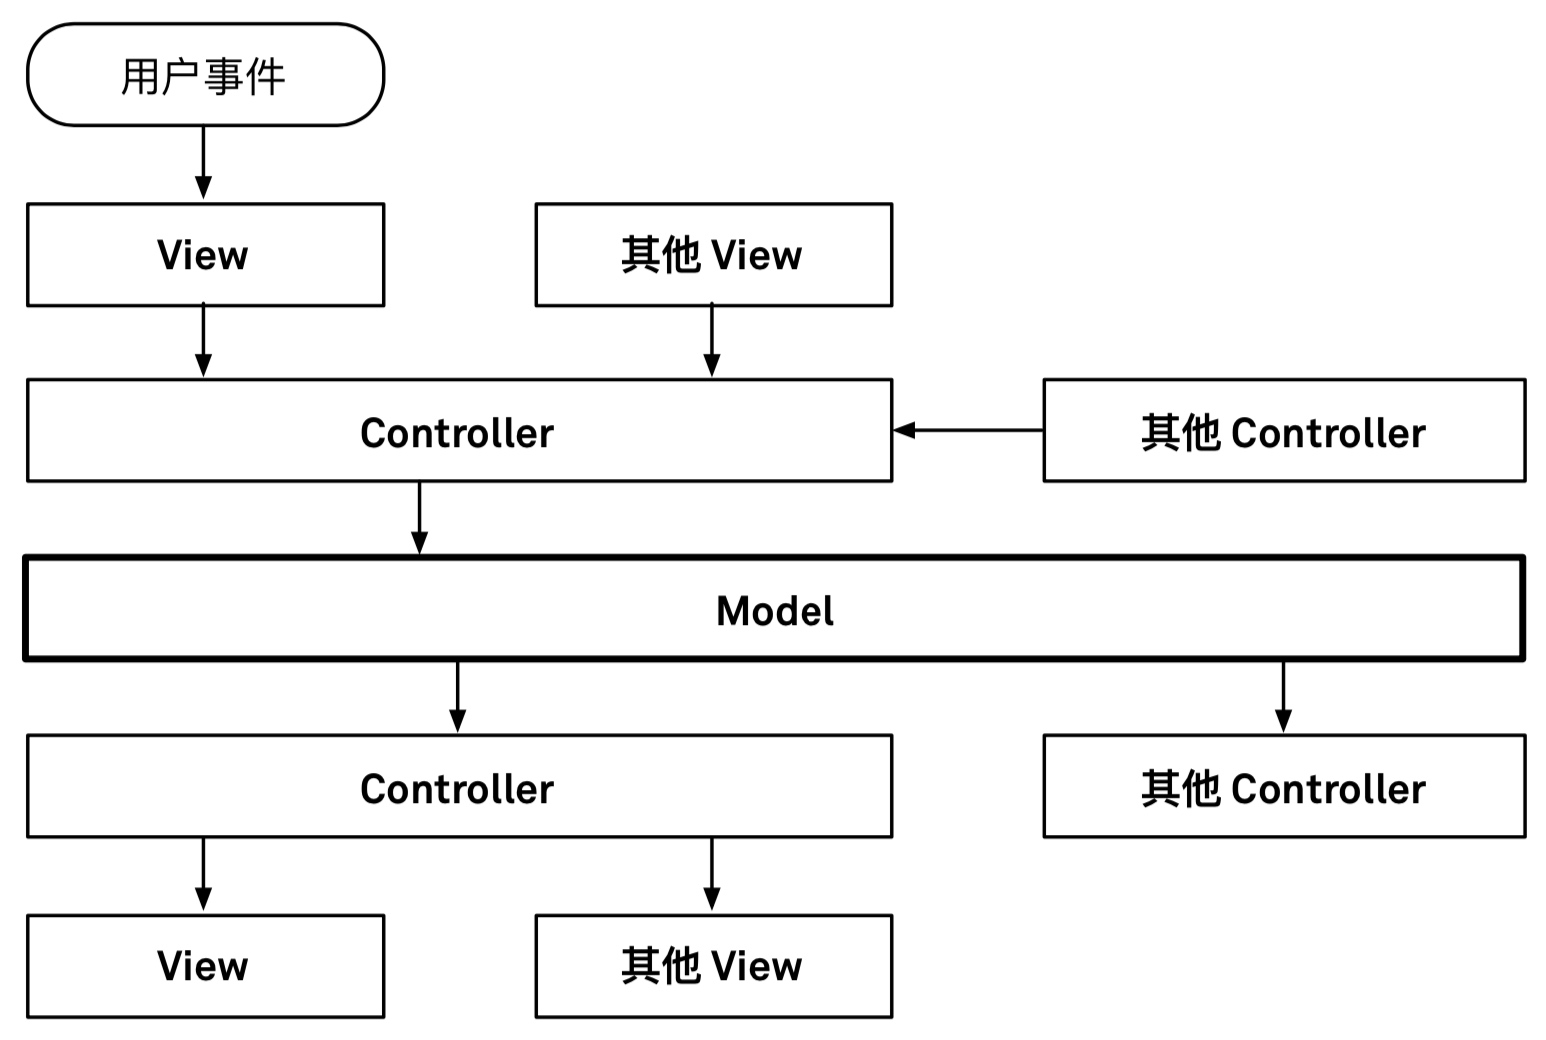 用户事件
View
其他 View
Controller
其他 Controller
Model
Controller
其他 Controller
View
其他 View